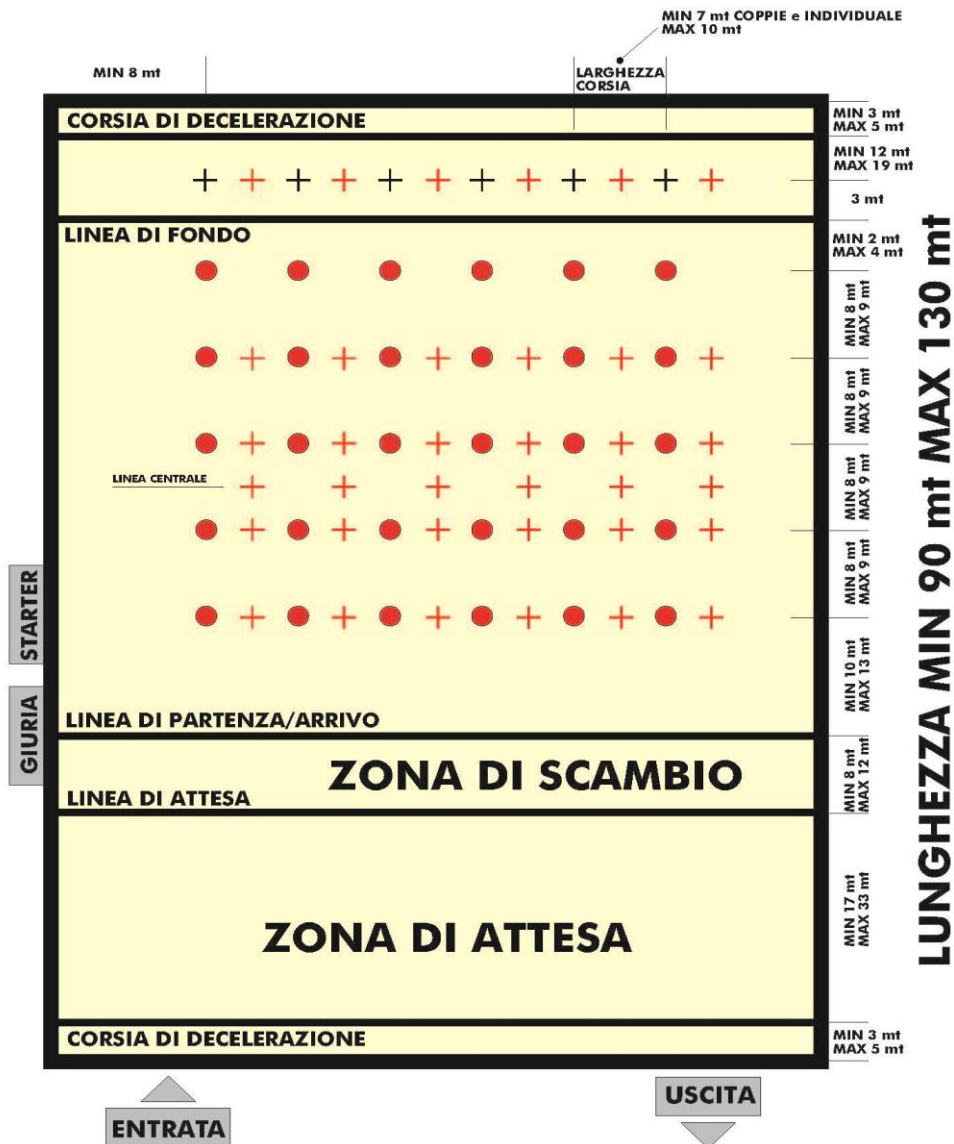 MIN 7 mt COPPIE e INDIVIDUALE
MAX 10 mt
MIN 8 mt
LARGHEZZA
CORSIA
CORSIA DI DECELERAZIONE
MIN 3 mt
MAX 5 mt
MIN 12 mt
MAX 19 mt
3 mt
LINEA DI FONDO
MIN 2 mt
MAX 4 mt
MIN 8 mt
MAX 9 mt
MIN 8 mt
MAX 9 mt
LINEA CENTRALE
MIN 8 mt
MAX 9 mt
MIN 8 mt
MAX 9 mt
STARTER
GIURIA
MIN 10 mt
MAX 13 mt
LINEA DI PARTENZA/ARRIVO
ZONA DI SCAMBIO
LINEA DI ATTESA
MIN 8 mt
MAX 12 mt
ZONA DI ATTESA
MIN 17 mt
MAX 33 mt
LUNGHEZZA MIN 90 mt MAX 130 mt
CORSIA DI DECELERAZIONE
MIN 3 mt
MAX 5 mt
ENTRATA
USCITA